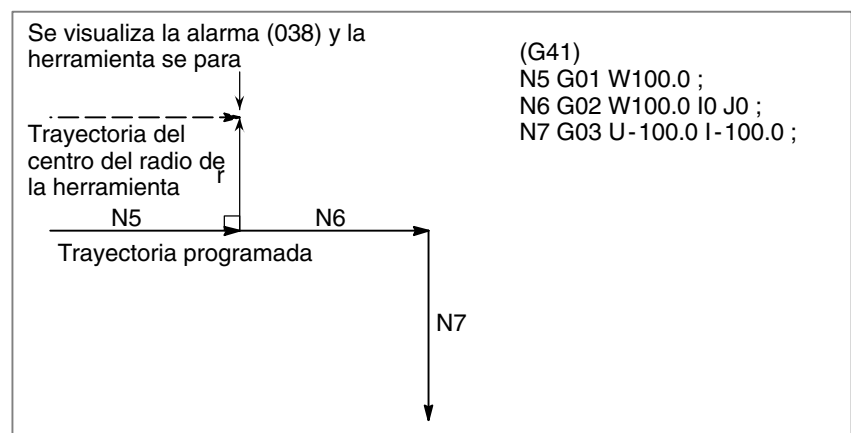 Se visualiza la alarma (038) y la
herramienta se para
(G41)
N5 G01 W100.0 ;
N6 G02 W100.0 I0 J0 ;
N7 G03 U-100.0 I-100.0 ;
Trayectoria del
centro del radio de
la herramienta
r
N5
N6
Trayectoria programada
N7